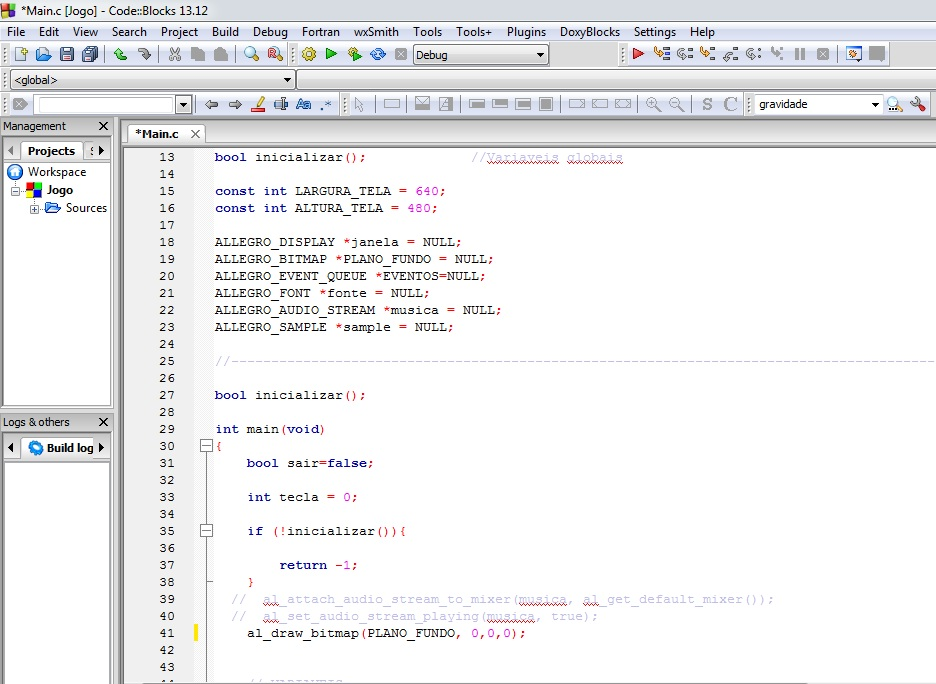 *Main.c [Jogo] - Code::Blocks 13.12
File Edit View Search Project Build Debug Fortran wxSmith Tools Tools+ Plugins DoxyBlocks Settings Help
Debug
<global>
Aa .* S C gravidade
Management
Projects
Workspace
Jogo
Sources
Logs & others
Build log
*Main.c
13 bool inicializar(); //Variaveis globais
14
15 const int LARGURA_TELA = 640;
16 const int ALTURA_TELA = 480;
17
18 ALLEGRO_DISPLAY *janela = NULL;
19 ALLEGRO_BITMAP *PLANO_FUNDO = NULL;
20 ALLEGRO_EVENT_QUEUE *EVENTOS=NULL;
21 ALLEGRO_FONT *fonte = NULL;
22 ALLEGRO_AUDIO_STREAM *musica = NULL;
23 ALLEGRO_SAMPLE *sample = NULL;
24
25 //----------------------------------------------------------------------------------------
26
27 bool inicializar();
28
29 int main(void)
30 {
31 bool sair=false;
32
33 int tecla = 0;
34
35 if (!inicializar()){
36
37 return -1;
38 }
39 // al_attach_audio_stream_to_mixer(musica, al_get_default_mixer());
40 // al_set_audio_stream_playing(musica, true);
41 al_draw_bitmap(PLANO_FUNDO, 0,0,0);
42
43